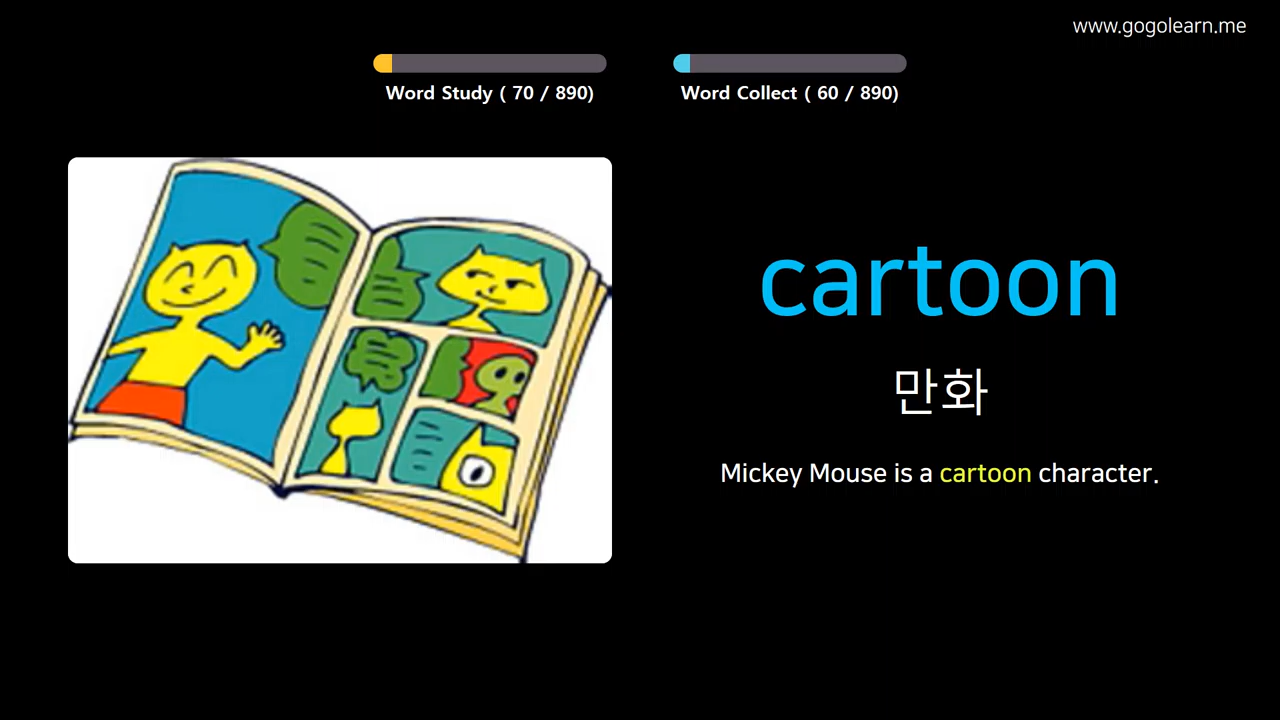 www.gogolearn.me
Word Study ( 70 / 890)
Word Collect ( 60 / 890)
cartoon
만화
Mickey Mouse is a cartoon character.